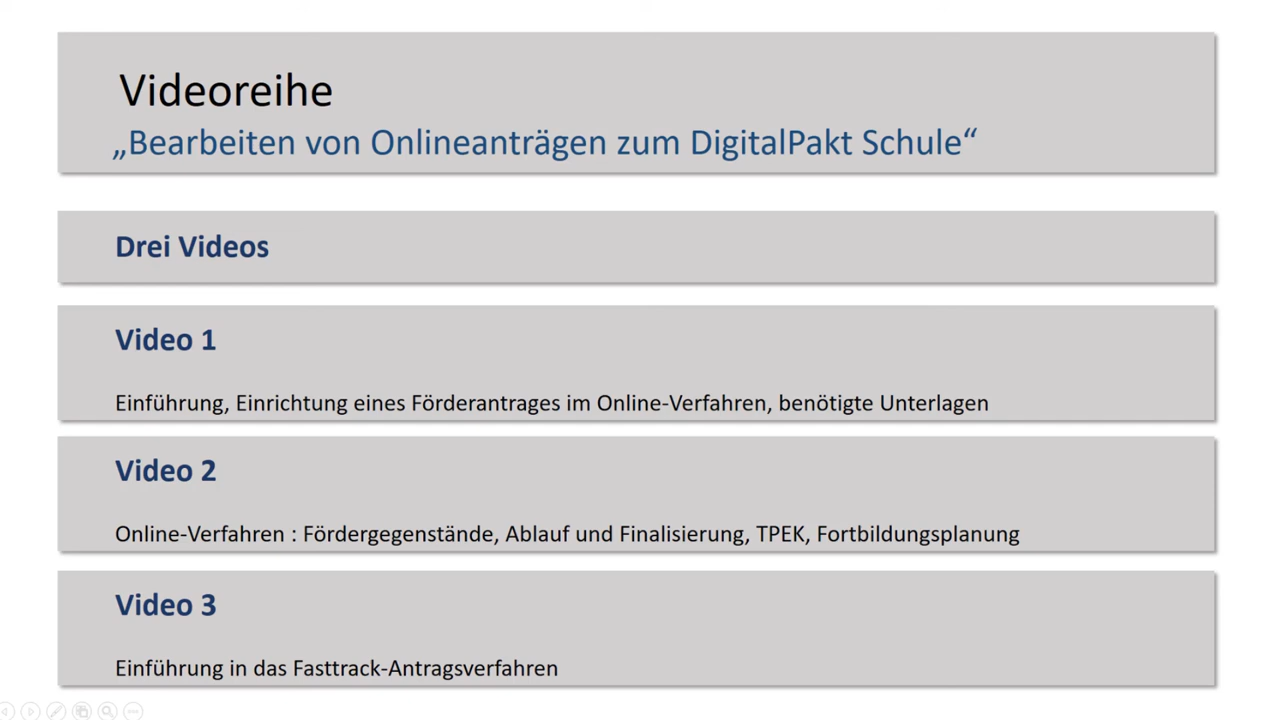 Videoreihe
„Bearbeiten von Onlineanträgen zum DigitalPakt Schule“
Drei Videos
Video 1
Einführung, Einrichtung eines Förderantrages im Online-Verfahren, benötigte Unterlagen
Video 2
Online-Verfahren : Fördergegenstände, Ablauf und Finalisierung, TPEK, Fortbildungsplanung
Video 3
Einführung in das Fasttrack-Antragsverfahren